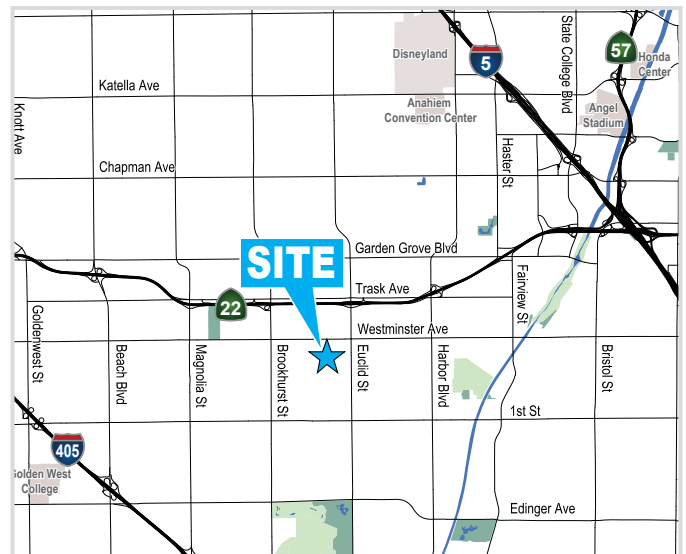 Disneyland
5
State College Blvd
57
Honda
Center
Katella Ave
Anahiem
Convention Center
Angel
Stadium
Knott Ave
Chapman Ave
Haster St
SITE
Garden Grove Blvd
Trask Ave
22
Fairview St
Westminster Ave
Goldenwest St
Beach Blvd
Magnolia St
Brookhurst St
Euclid St
Harbor Blvd
Bristol St
1st St
405
Golden West
College
Edinger Ave